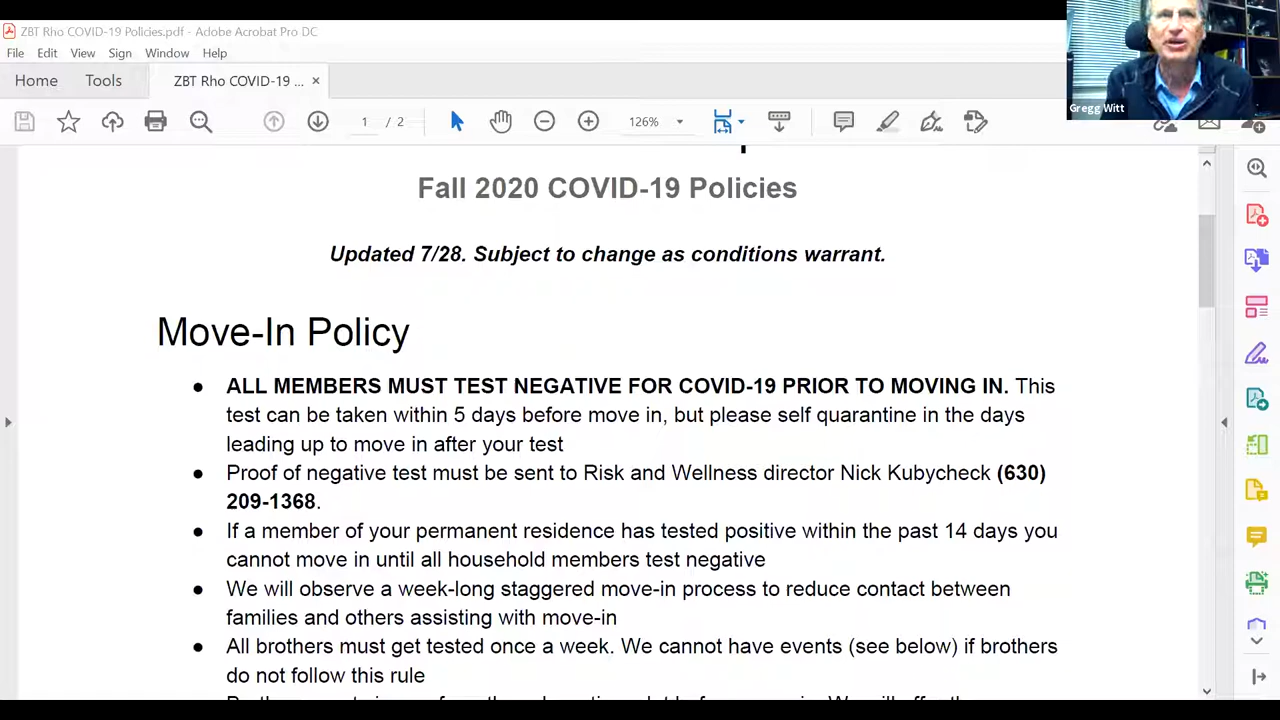 ZBT Rho COVID-19 Policies.pdf - Adobe Acrobat Pro DC
File Edit View Sign Window Help
Home Tools ZBT Rho COVID-19 ... ×
1 / 2 126%
Gregg Witt
Fall 2020 COVID-19 Policies
Updated 7/28. Subject to change as conditions warrant.
Move-In Policy
● ALL MEMBERS MUST TEST NEGATIVE FOR COVID-19 PRIOR TO MOVING IN. This
test can be taken within 5 days before move in, but please self quarantine in the days
leading up to move in after your test
● Proof of negative test must be sent to Risk and Wellness director Nick Kubycheck (630)
209-1368.
● If a member of your permanent residence has tested positive within the past 14 days you
cannot move in until all household members test negative
● We will observe a week-long staggered move-in process to reduce contact between
families and others assisting with move-in
● All brothers must get tested once a week. We cannot have events (see below) if brothers
do not follow this rule